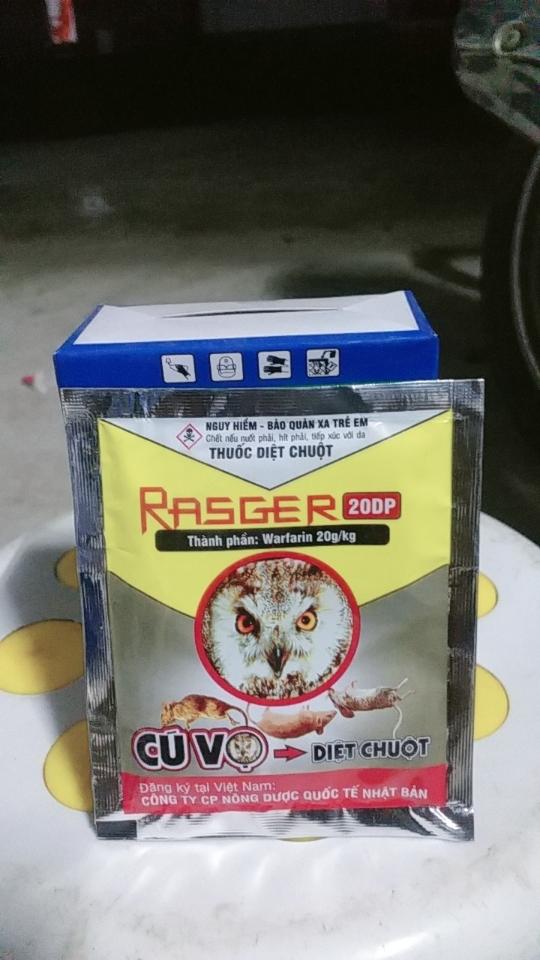 NGUY HIỂM - BẢO QUẢN XA TRẺ EM
Chết nếu nuốt phải, hít phải, tiếp xúc với da
THUỐC DIỆT CHUỘT
RASGER 20DP
Thành phần: Warfarin 20g/kg
CÚ VỌ DIỆT CHUỘT
Đăng ký tại Việt Nam:
CÔNG TY CP NÔNG DƯỢC QUỐC TẾ NHẬT BẢN